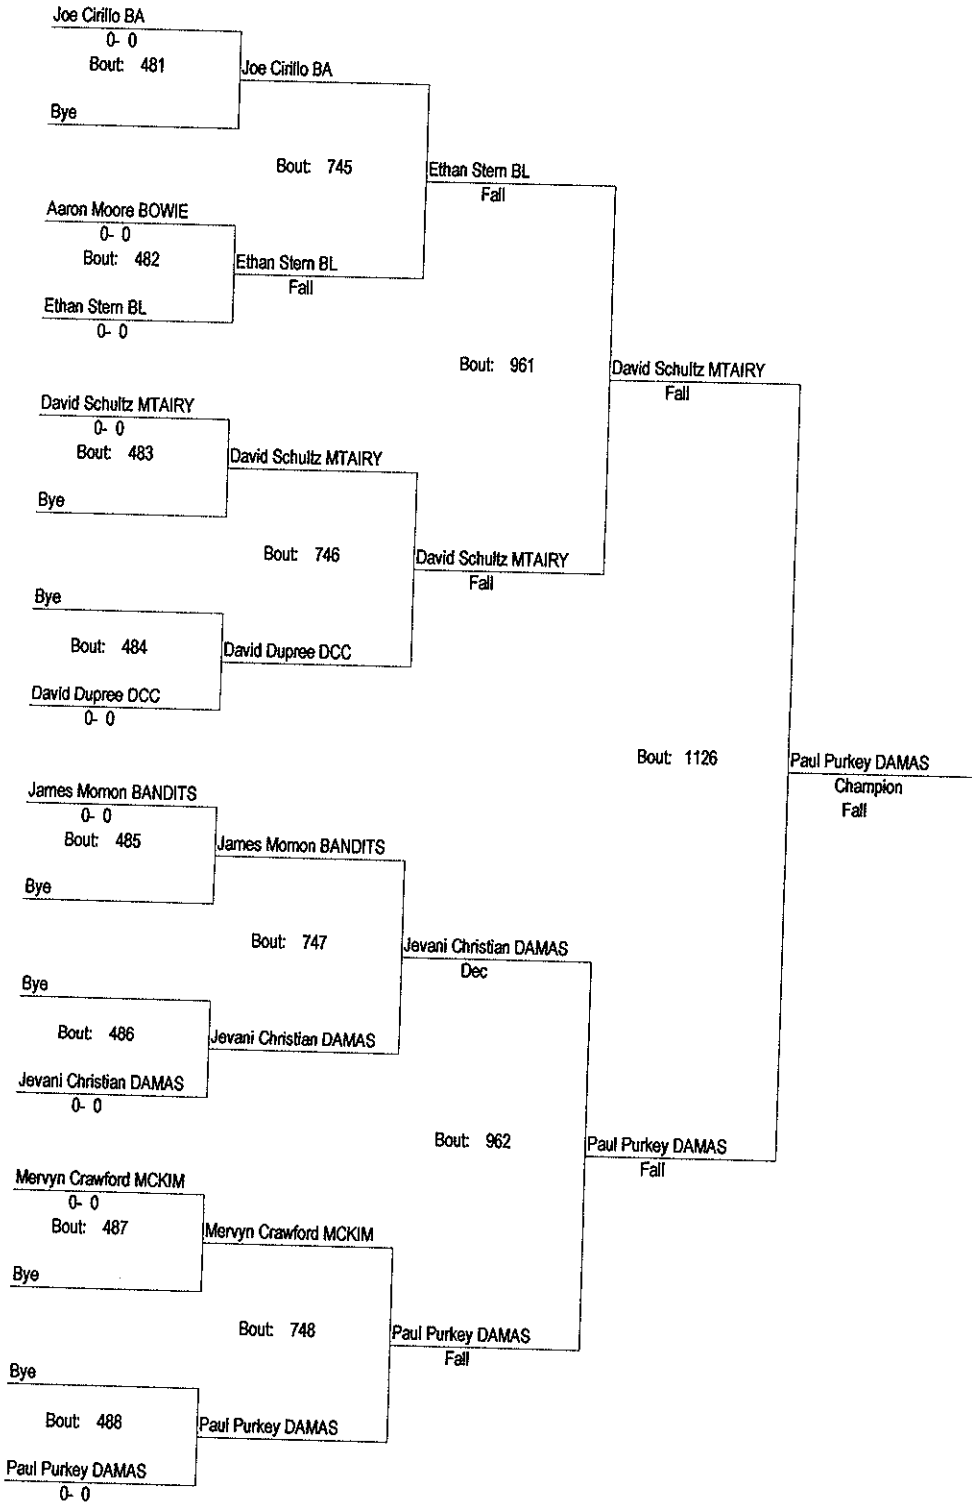 Joe Cirillo BA
0- 0
Bout: 481
Joe Cirillo BA
Bye
Bout: 745
Ethan Stern BL
Fall
Aaron Moore BOWIE
0- 0
Bout: 482
Ethan Stern BL
Fall
Ethan Stern BL
0- 0
Bout: 961
David Schultz MTAIRY
Fall
David Schultz MTAIRY
0- 0
Bout: 483
David Schultz MTAIRY
Bye
Bout: 746
David Schultz MTAIRY
Fall
Bye
Bout: 484
David Dupree DCC
David Dupree DCC
0- 0
Bout: 1126
Paul Purkey DAMAS
Champion
Fall
James Momon BANDITS
0- 0
Bout: 485
James Momon BANDITS
Bye
Bout: 747
Jevani Christian DAMAS
Dec
Bye
Bout: 486
Jevani Christian DAMAS
Jevani Christian DAMAS
0- 0
Bout: 962
Paul Purkey DAMAS
Fall
Mervyn Crawford MCKIM
0- 0
Bout: 487
Mervyn Crawford MCKIM
Bye
Bout: 748
Paul Purkey DAMAS
Fall
Bye
Bout: 488
Paul Purkey DAMAS
Paul Purkey DAMAS
0- 0